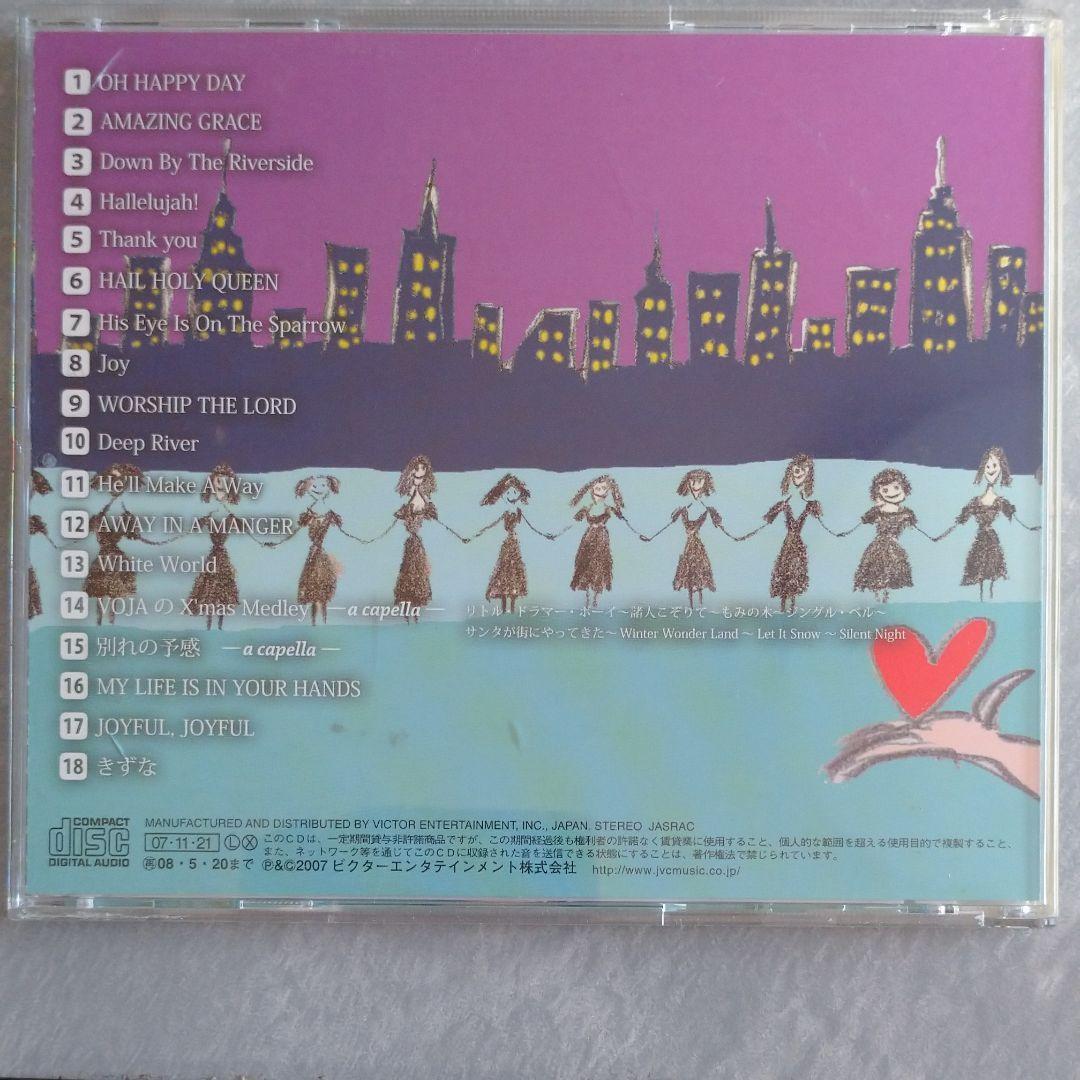 1 OH HAPPY DAY
2 AMAZING GRACE
3 Down By The Riverside
4 Hallelujah!
5 Thank you
6 HAIL HOLY QUEEN
7 His Eye Is On The Sparrow
8 Joy
9 WORSHIP THE LORD
10 Deep River
11 He'll Make A Way
12 AWAY IN A MANGER
13 White World
14 VOJA の X'mas Medley —a capella— リトル・ドラマー・ボーイ～諸人こぞりて～もみの木～ジングル・ベル～
サンタが街にやってきた～Winter Wonder Land～Let It Snow～Silent Night
15 別れの予感 —a capella—
16 MY LIFE IS IN YOUR HANDS
17 JOYFUL, JOYFUL
18 きずな
COMPACT disc DIGITAL AUDIO
MANUFACTURED AND DISTRIBUTED BY VICTOR ENTERTAINMENT, INC., JAPAN. STEREO JASRAC
07・11・21 Ⓛ Ⓧ このCDは、一定期間貸与非許諾商品ですが、この期間経過後も権利者の許諾なく賃貸業に使用すること、個人的な範囲を超える使用目的で複製すること、
また、ネットワーク等を通じてこのCDに収録された音を送信できる状態にすることは、著作権法で禁じられています。
再08・5・20まで ℗&©2007 ビクターエンタテインメント株式会社 http://www.jvcmusic.co.jp/